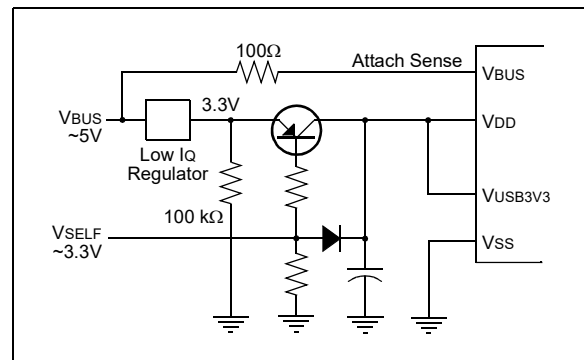 100Ω
Attach Sense
VBUS
VBUS
~5V
3.3V
VDD
Low IQ
Regulator
100 kΩ
VUSB3V3
VSELF
~3.3V
VSS